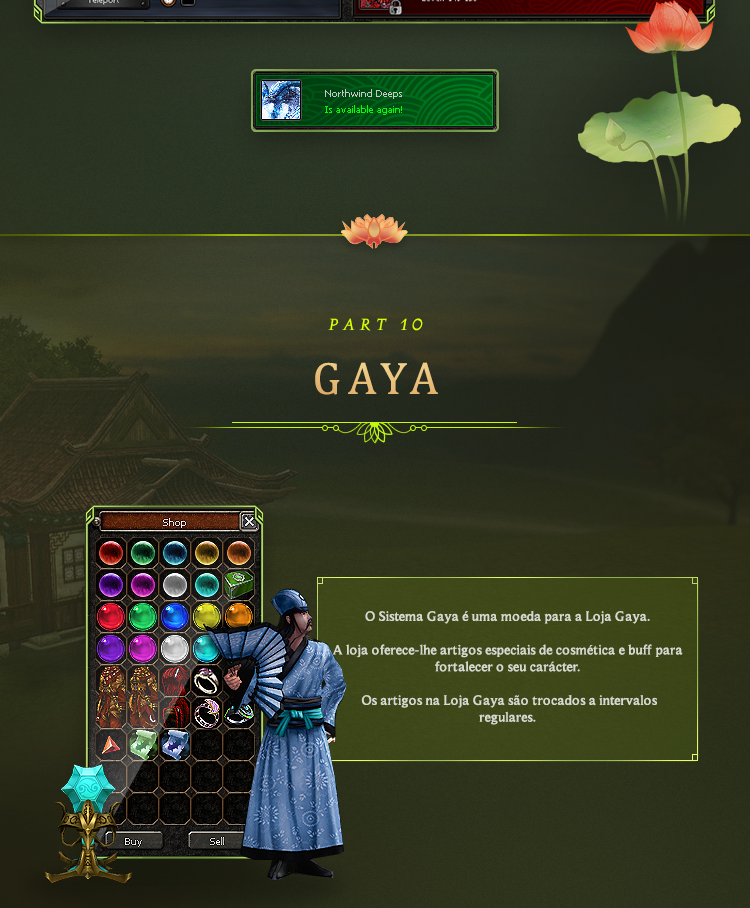 Teleport
Northwind Deeps
Is available again!
PART 10
GAYA
Shop
O Sistema Gaya é uma moeda para a Loja Gaya.
A loja oferece-lhe artigos especiais de cosmética e buff para
fortalecer o seu carácter.
Os artigos na Loja Gaya são trocados a intervalos
regulares.
Buy
Sell